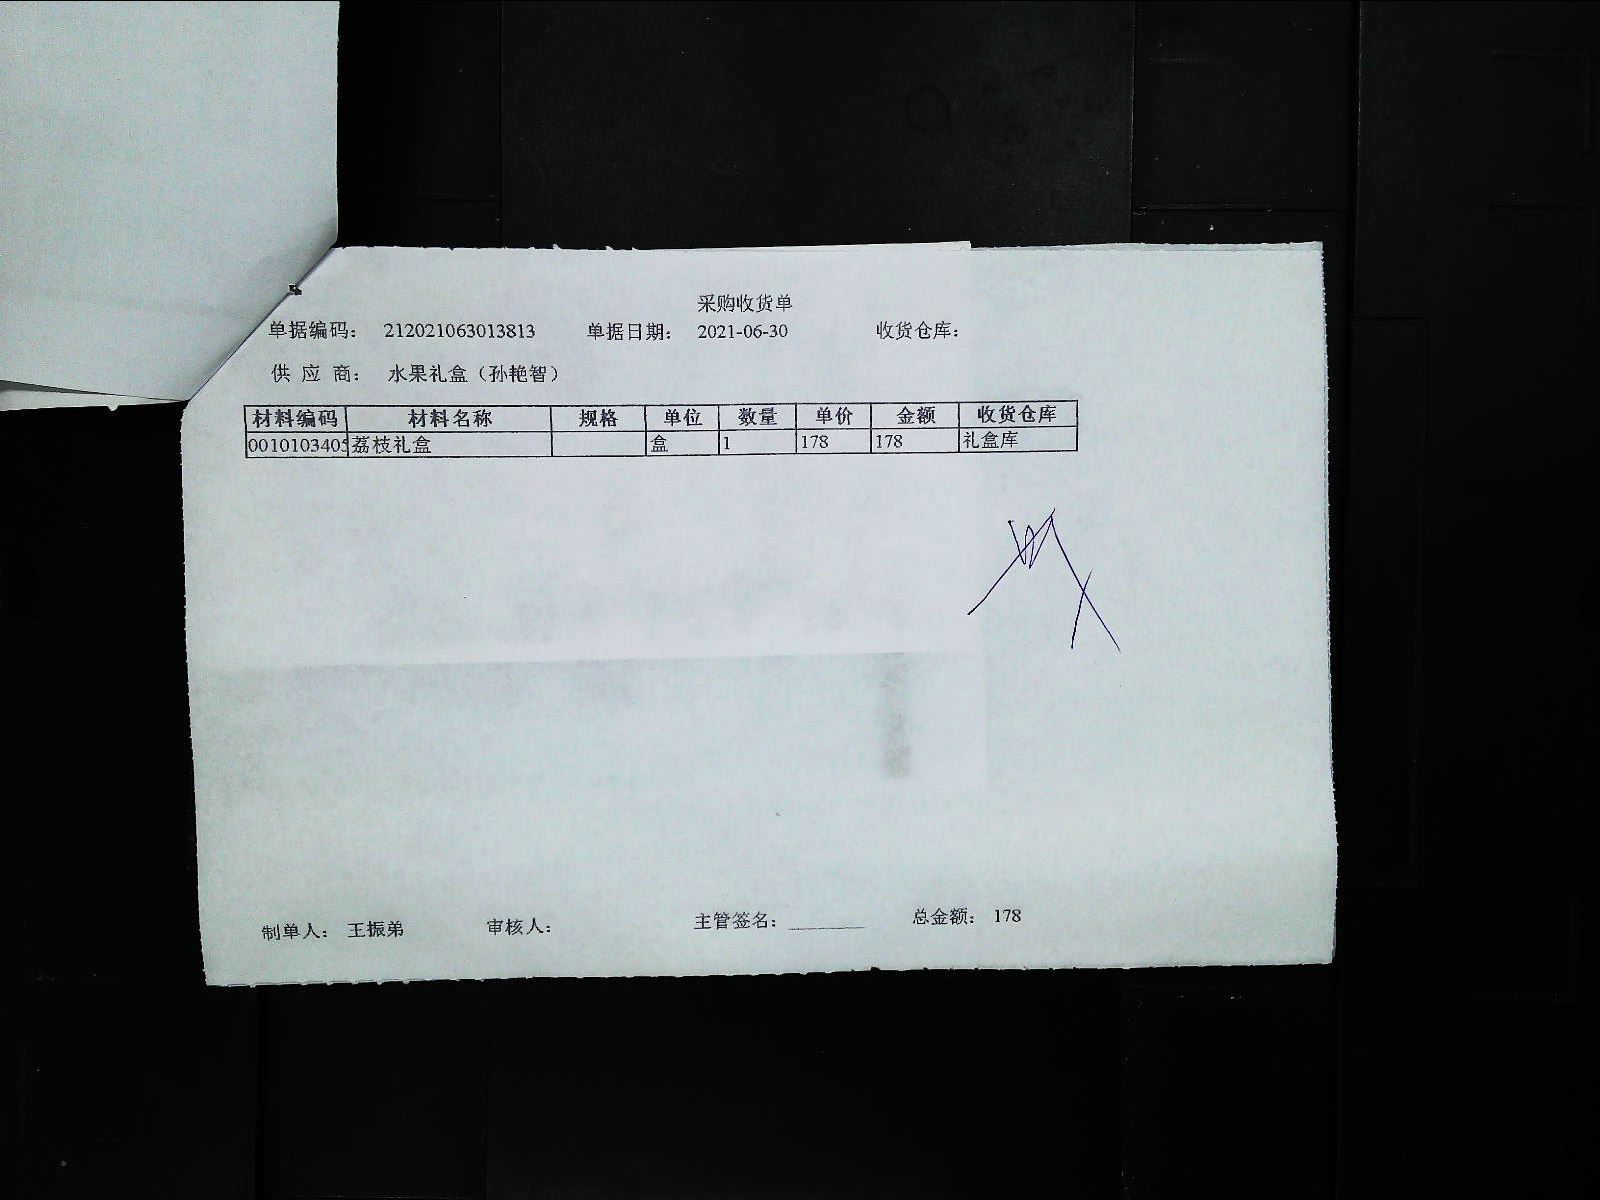 采购收货单
单据编码： 212021063013813 单据日期： 2021-06-30 收货仓库：
供 应 商： 水果礼盒（孙艳智）
材料编码 材料名称 规格 单位 数量 单价 金额 收货仓库
0010103405 荔枝礼盒 盒 1 178 178 礼盒库
制单人： 王振弟 审核人： 主管签名：________ 总金额： 178